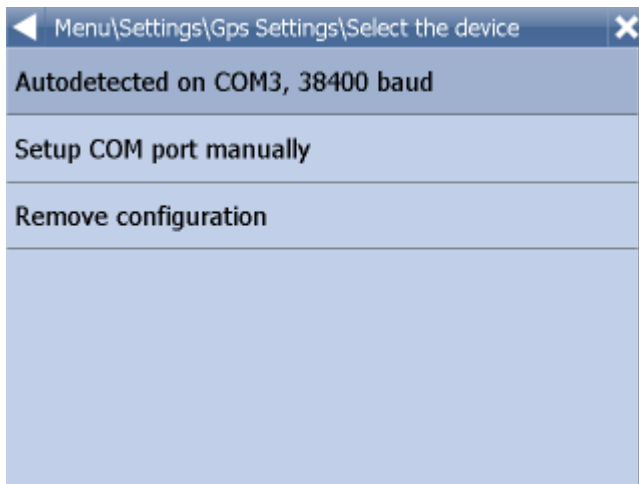 Menu\Settings\Gps Settings\Select the device
Autodetected on COM3, 38400 baud
Setup COM port manually
Remove configuration